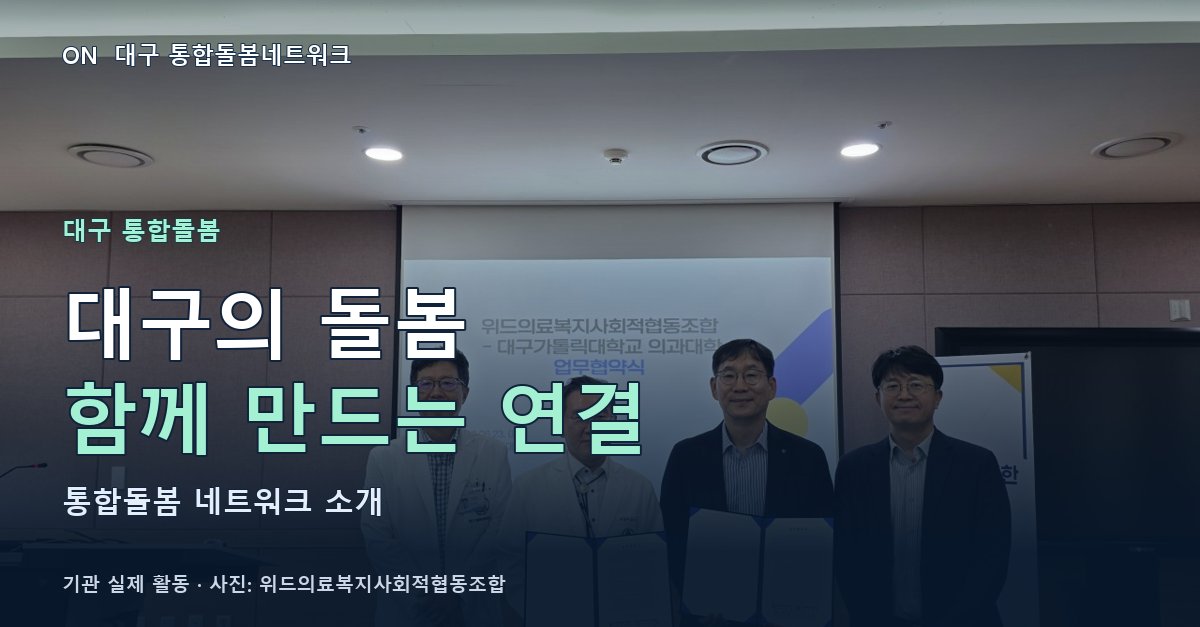 ON 대구 통합돌봄네트워크
대구 통합돌봄
대구의 돌봄
함께 만드는 연결
통합돌봄 네트워크 소개
기관 실제 활동 · 사진: 위드의료복지사회적협동조합
위드의료복지사회적협동조합
- 대구가톨릭대학교 의과대학
업무협약식
한